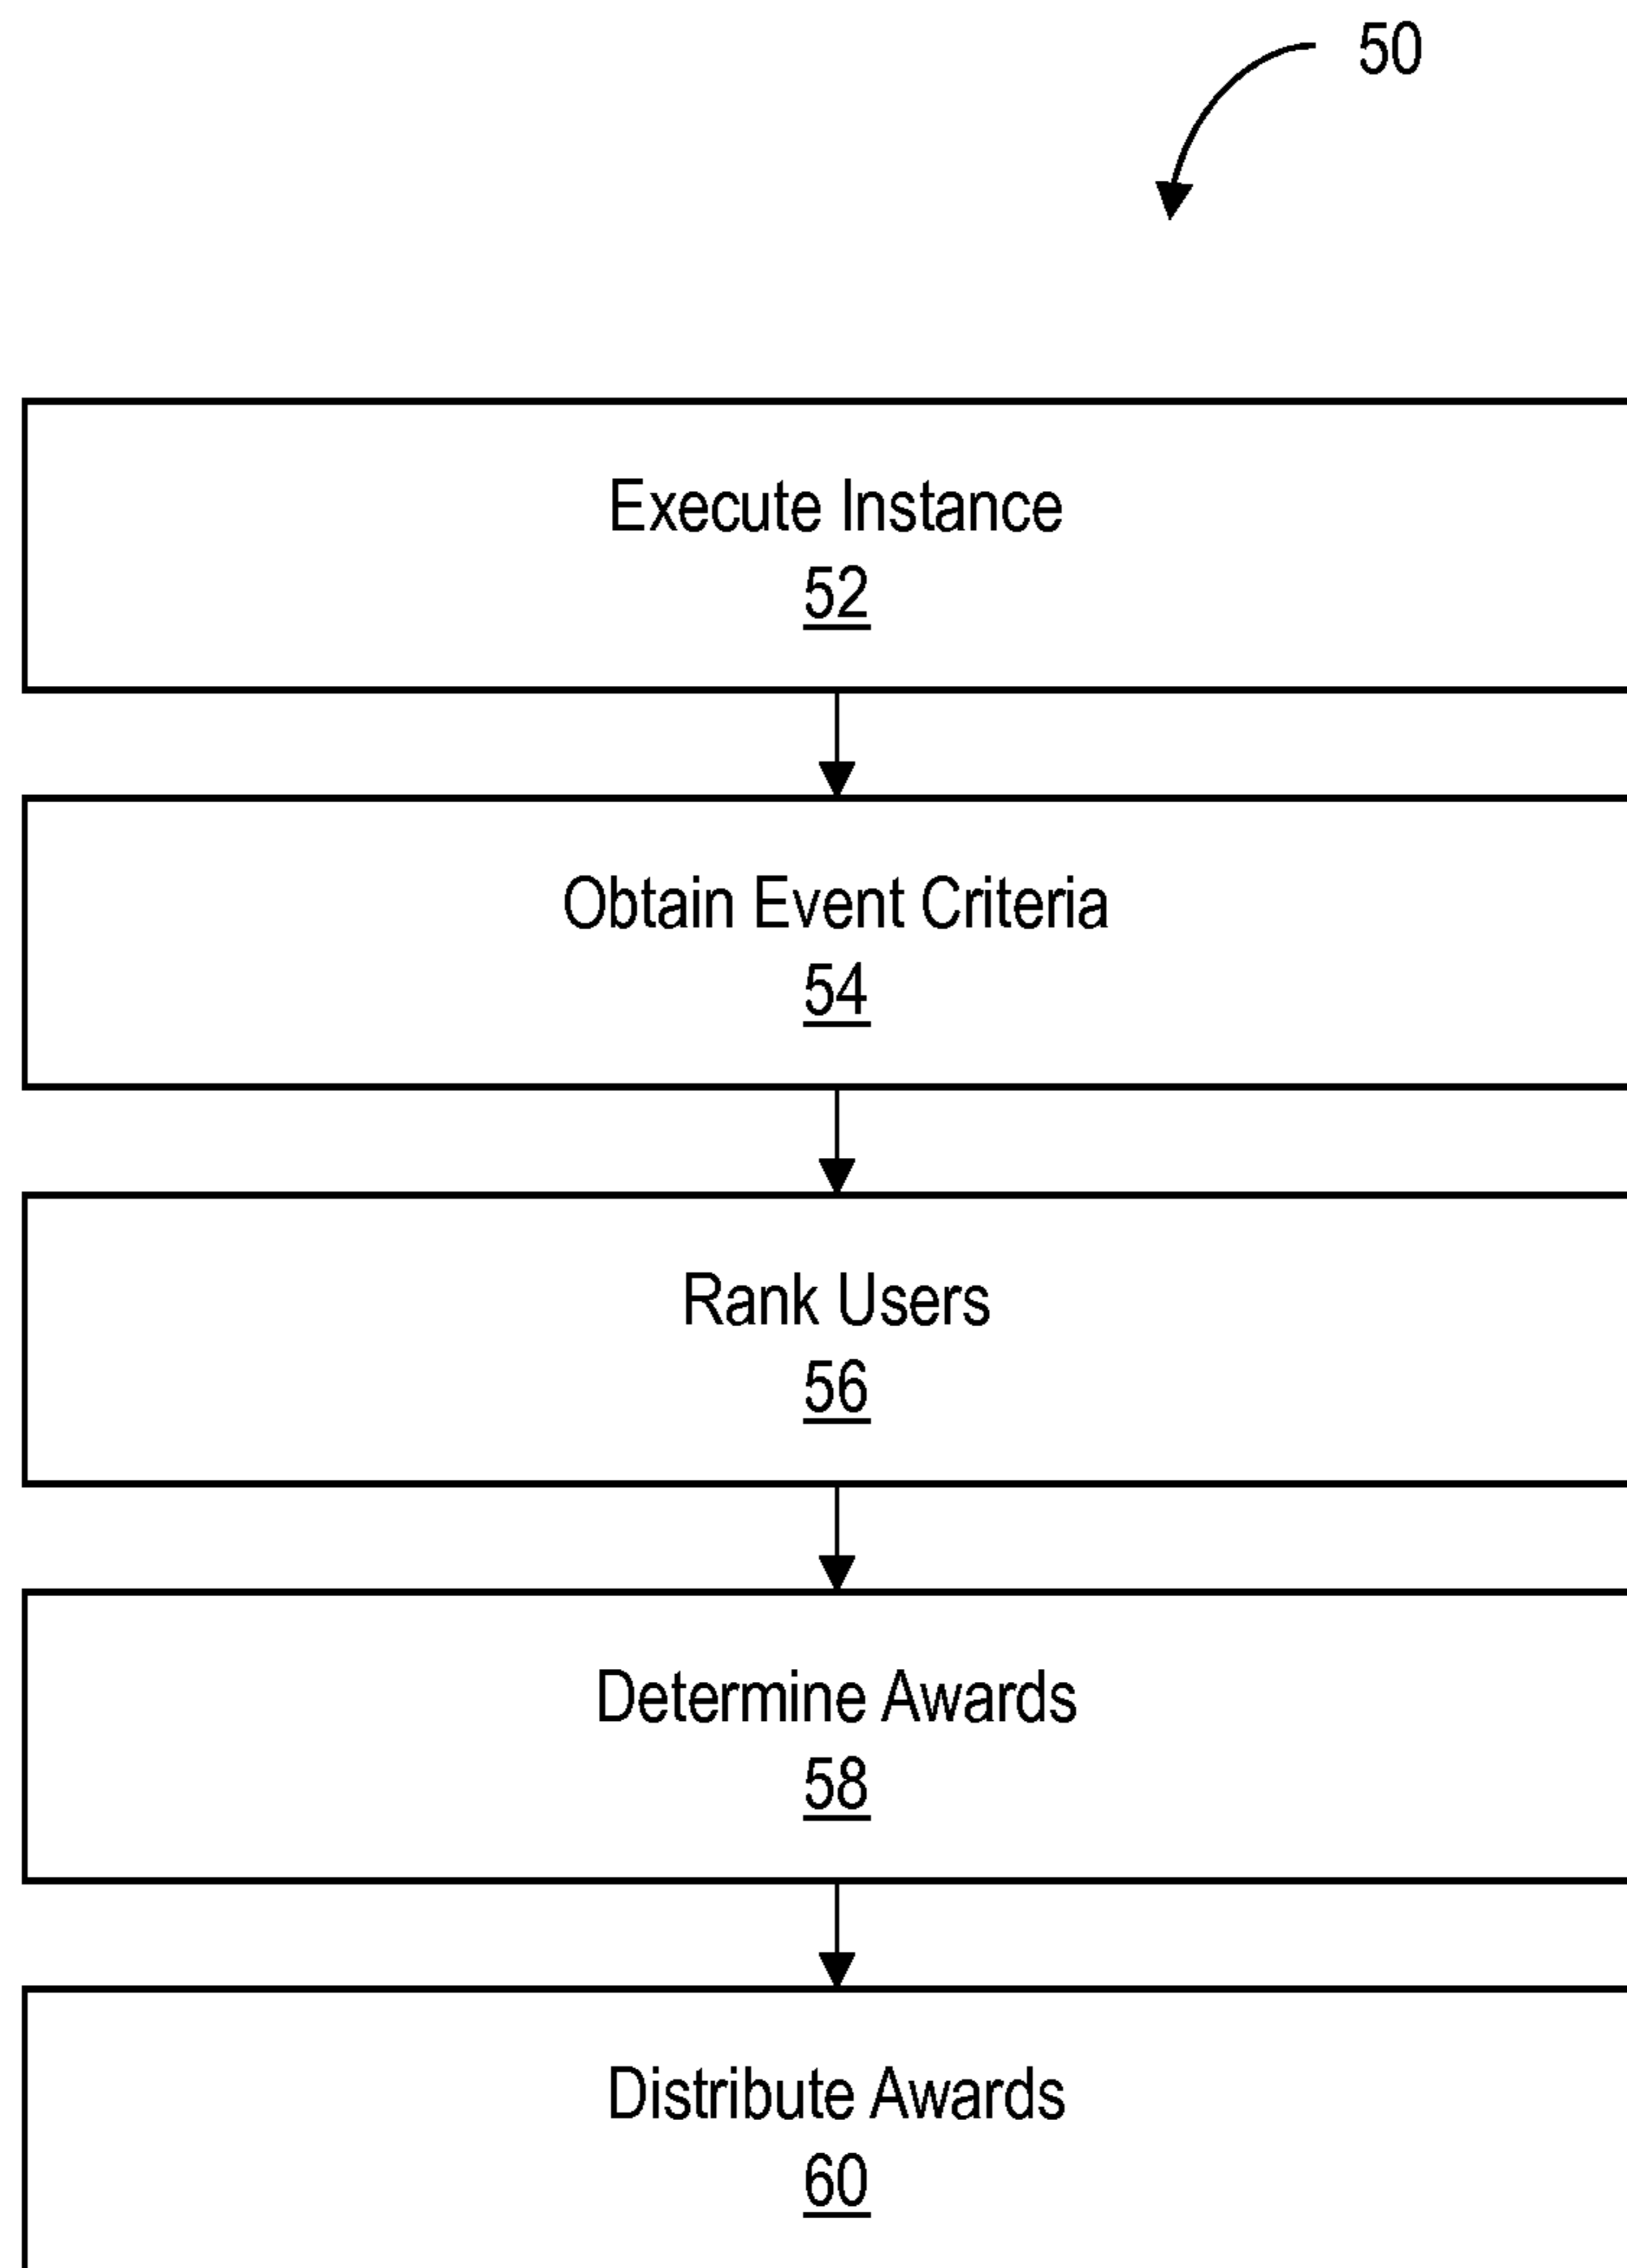 50
Execute Instance
52
Obtain Event Criteria
54
Rank Users
56
Determine Awards
58
Distribute Awards
60